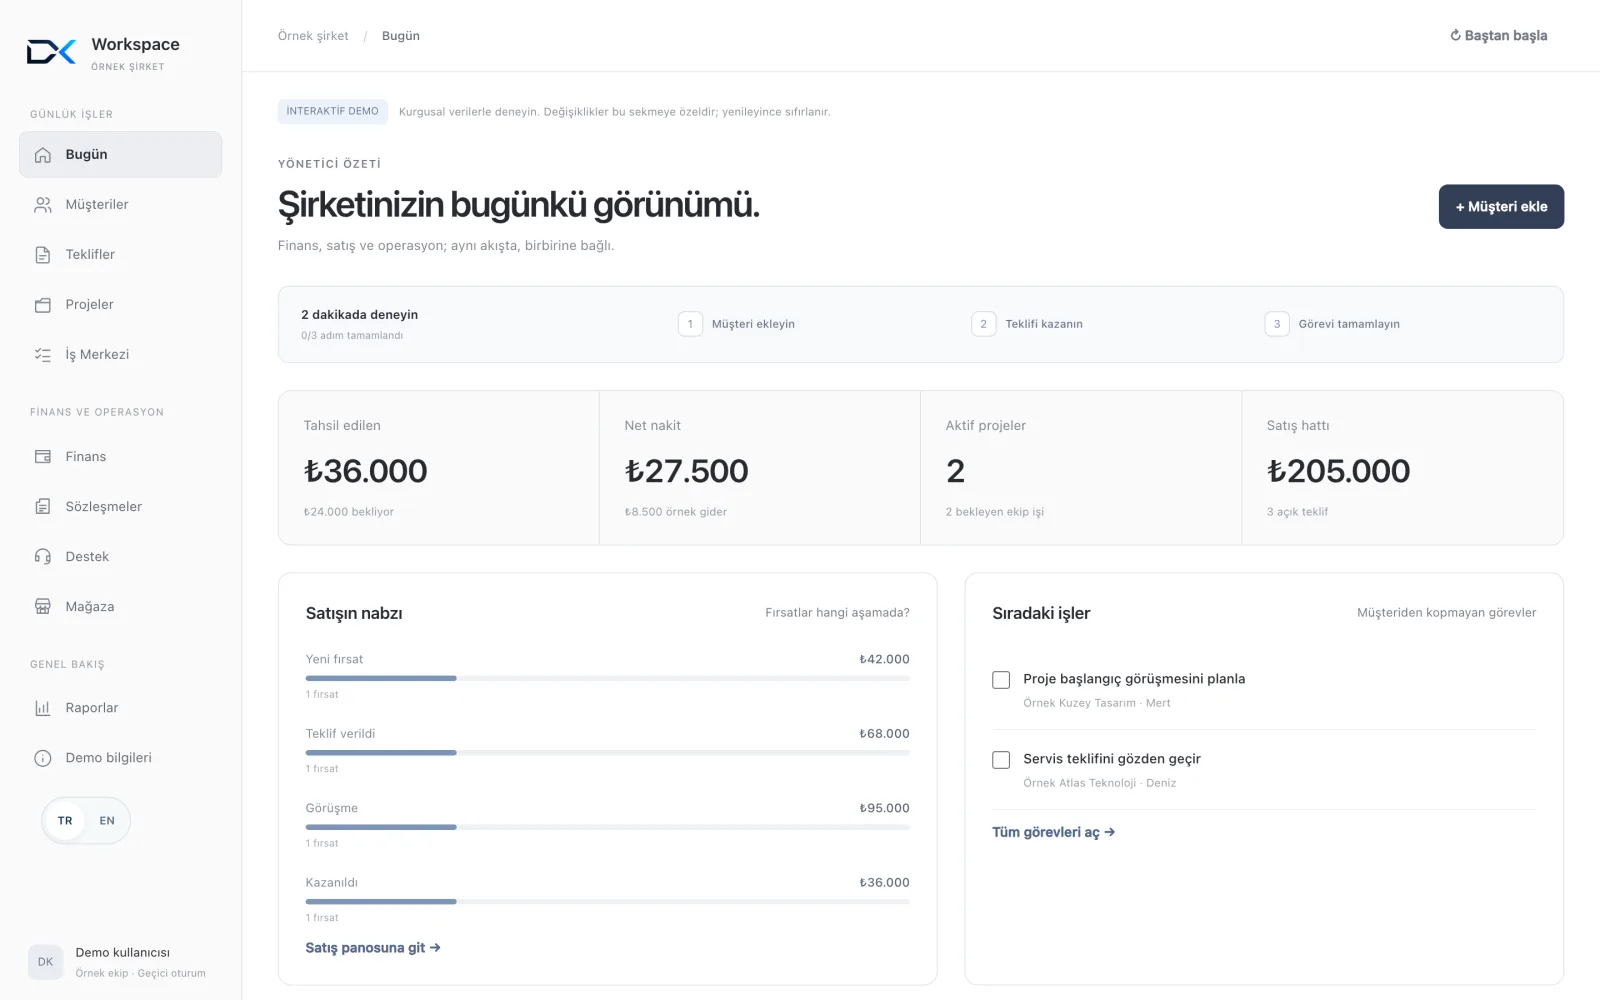 Workspace
ÖRNEK ŞİRKET
GÜNLÜK İŞLER
Bugün
Müşteriler
Teklifler
Projeler
İş Merkezi
FİNANS VE OPERASYON
Finans
Sözleşmeler
Destek
Mağaza
GENEL BAKIŞ
Raporlar
Demo bilgileri
TR EN
DK
Demo kullanıcısı
Örnek ekip · Geçici oturum
Örnek şirket / Bugün
↻ Baştan başla
İNTERAKTİF DEMO Kurgusal verilerle deneyin. Değişiklikler bu sekmeye özeldir; yenileyince sıfırlanır.
YÖNETİCİ ÖZETİ
Şirketinizin bugünkü görünümü.
Finans, satış ve operasyon; aynı akışta, birbirine bağlı.
+ Müşteri ekle
2 dakikada deneyin
0/3 adım tamamlandı
1 Müşteri ekleyin
2 Teklifi kazanın
3 Görevi tamamlayın
Tahsil edilen
₺36.000
₺24.000 bekliyor
Net nakit
₺27.500
₺8.500 örnek gider
Aktif projeler
2
2 bekleyen ekip işi
Satış hattı
₺205.000
3 açık teklif
Satışın nabzı
Fırsatlar hangi aşamada?
Yeni fırsat ₺42.000
1 fırsat
Teklif verildi ₺68.000
1 fırsat
Görüşme ₺95.000
1 fırsat
Kazanıldı ₺36.000
1 fırsat
Satış panosuna git →
Sıradaki işler
Müşteriden kopmayan görevler
Proje başlangıç görüşmesini planla
Örnek Kuzey Tasarım · Mert
Servis teklifini gözden geçir
Örnek Atlas Teknoloji · Deniz
Tüm görevleri aç →